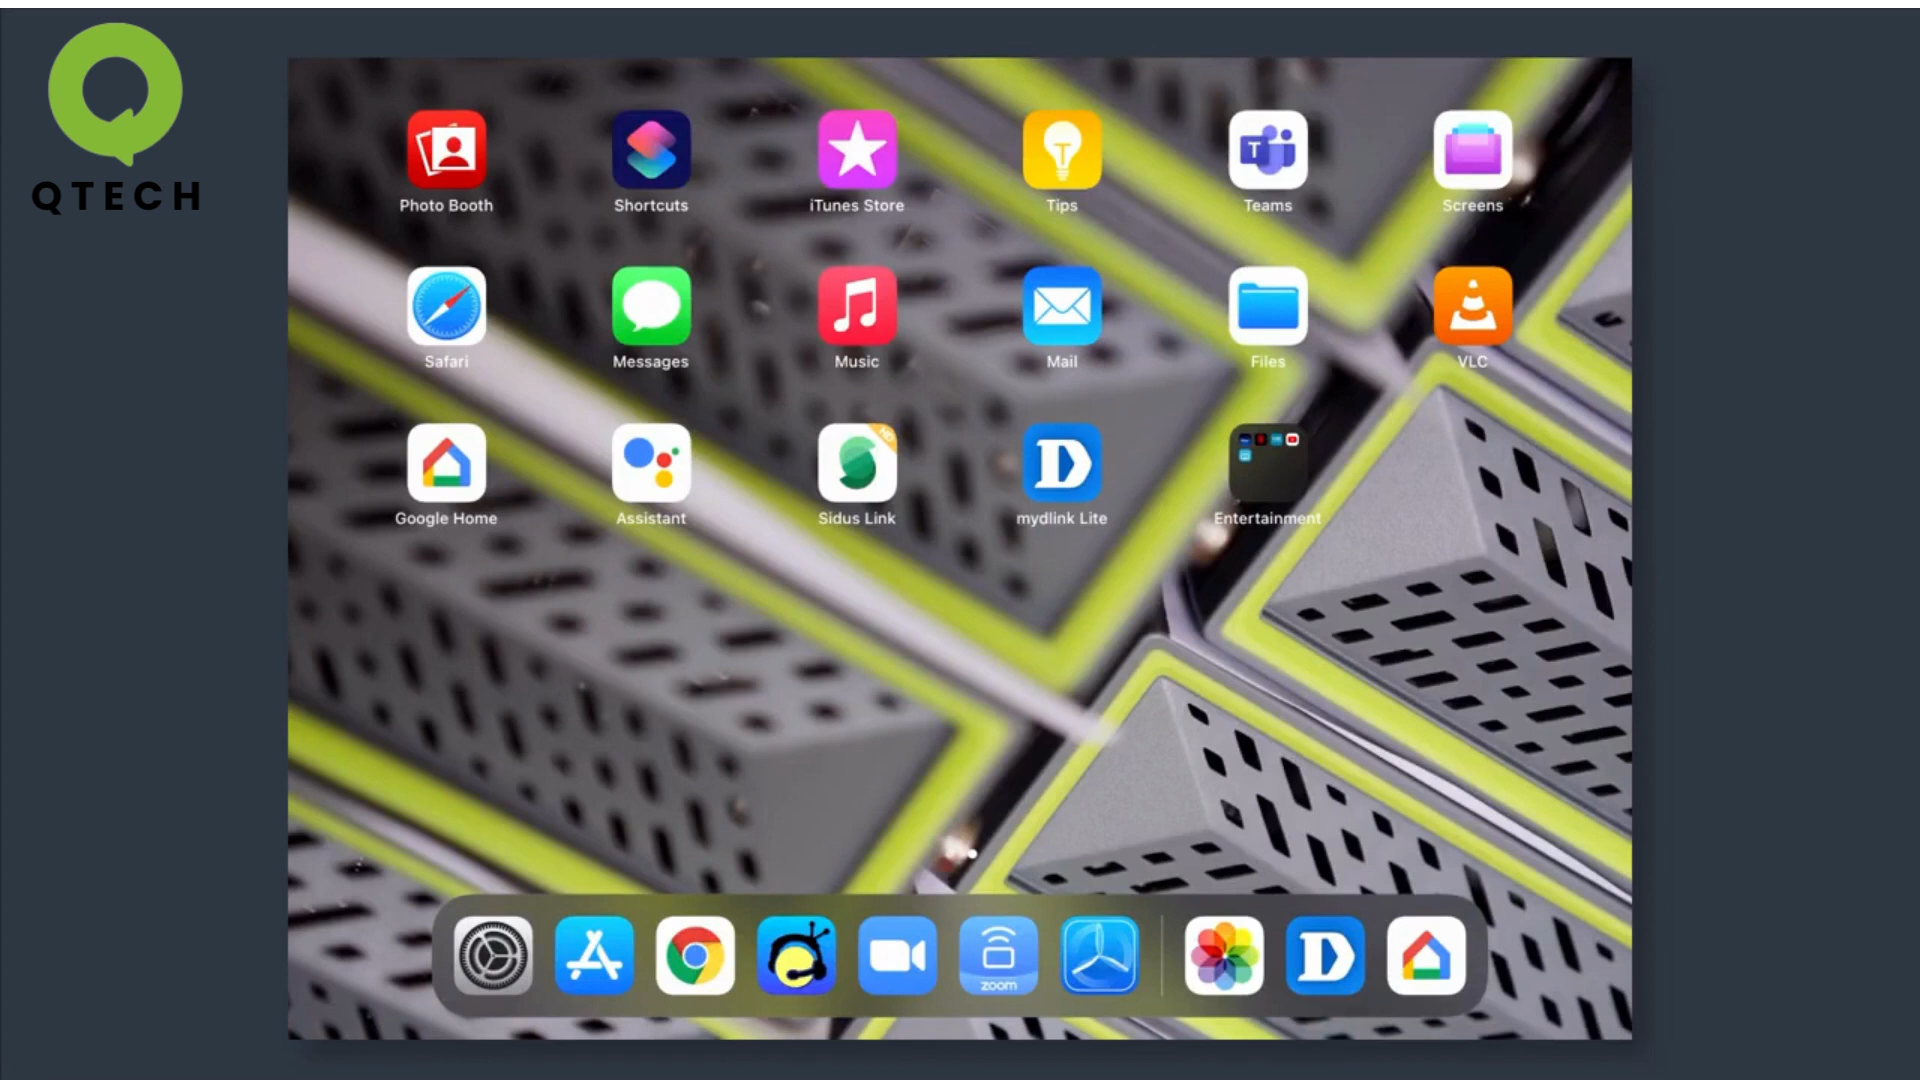 QTECH
Photo Booth
Shortcuts
iTunes Store
Tips
Teams
Screens
Safari
Messages
Music
Mail
Files
VLC
HD
Google Home
Assistant
Sidus Link
mydlink Lite
Entertainment
zoom